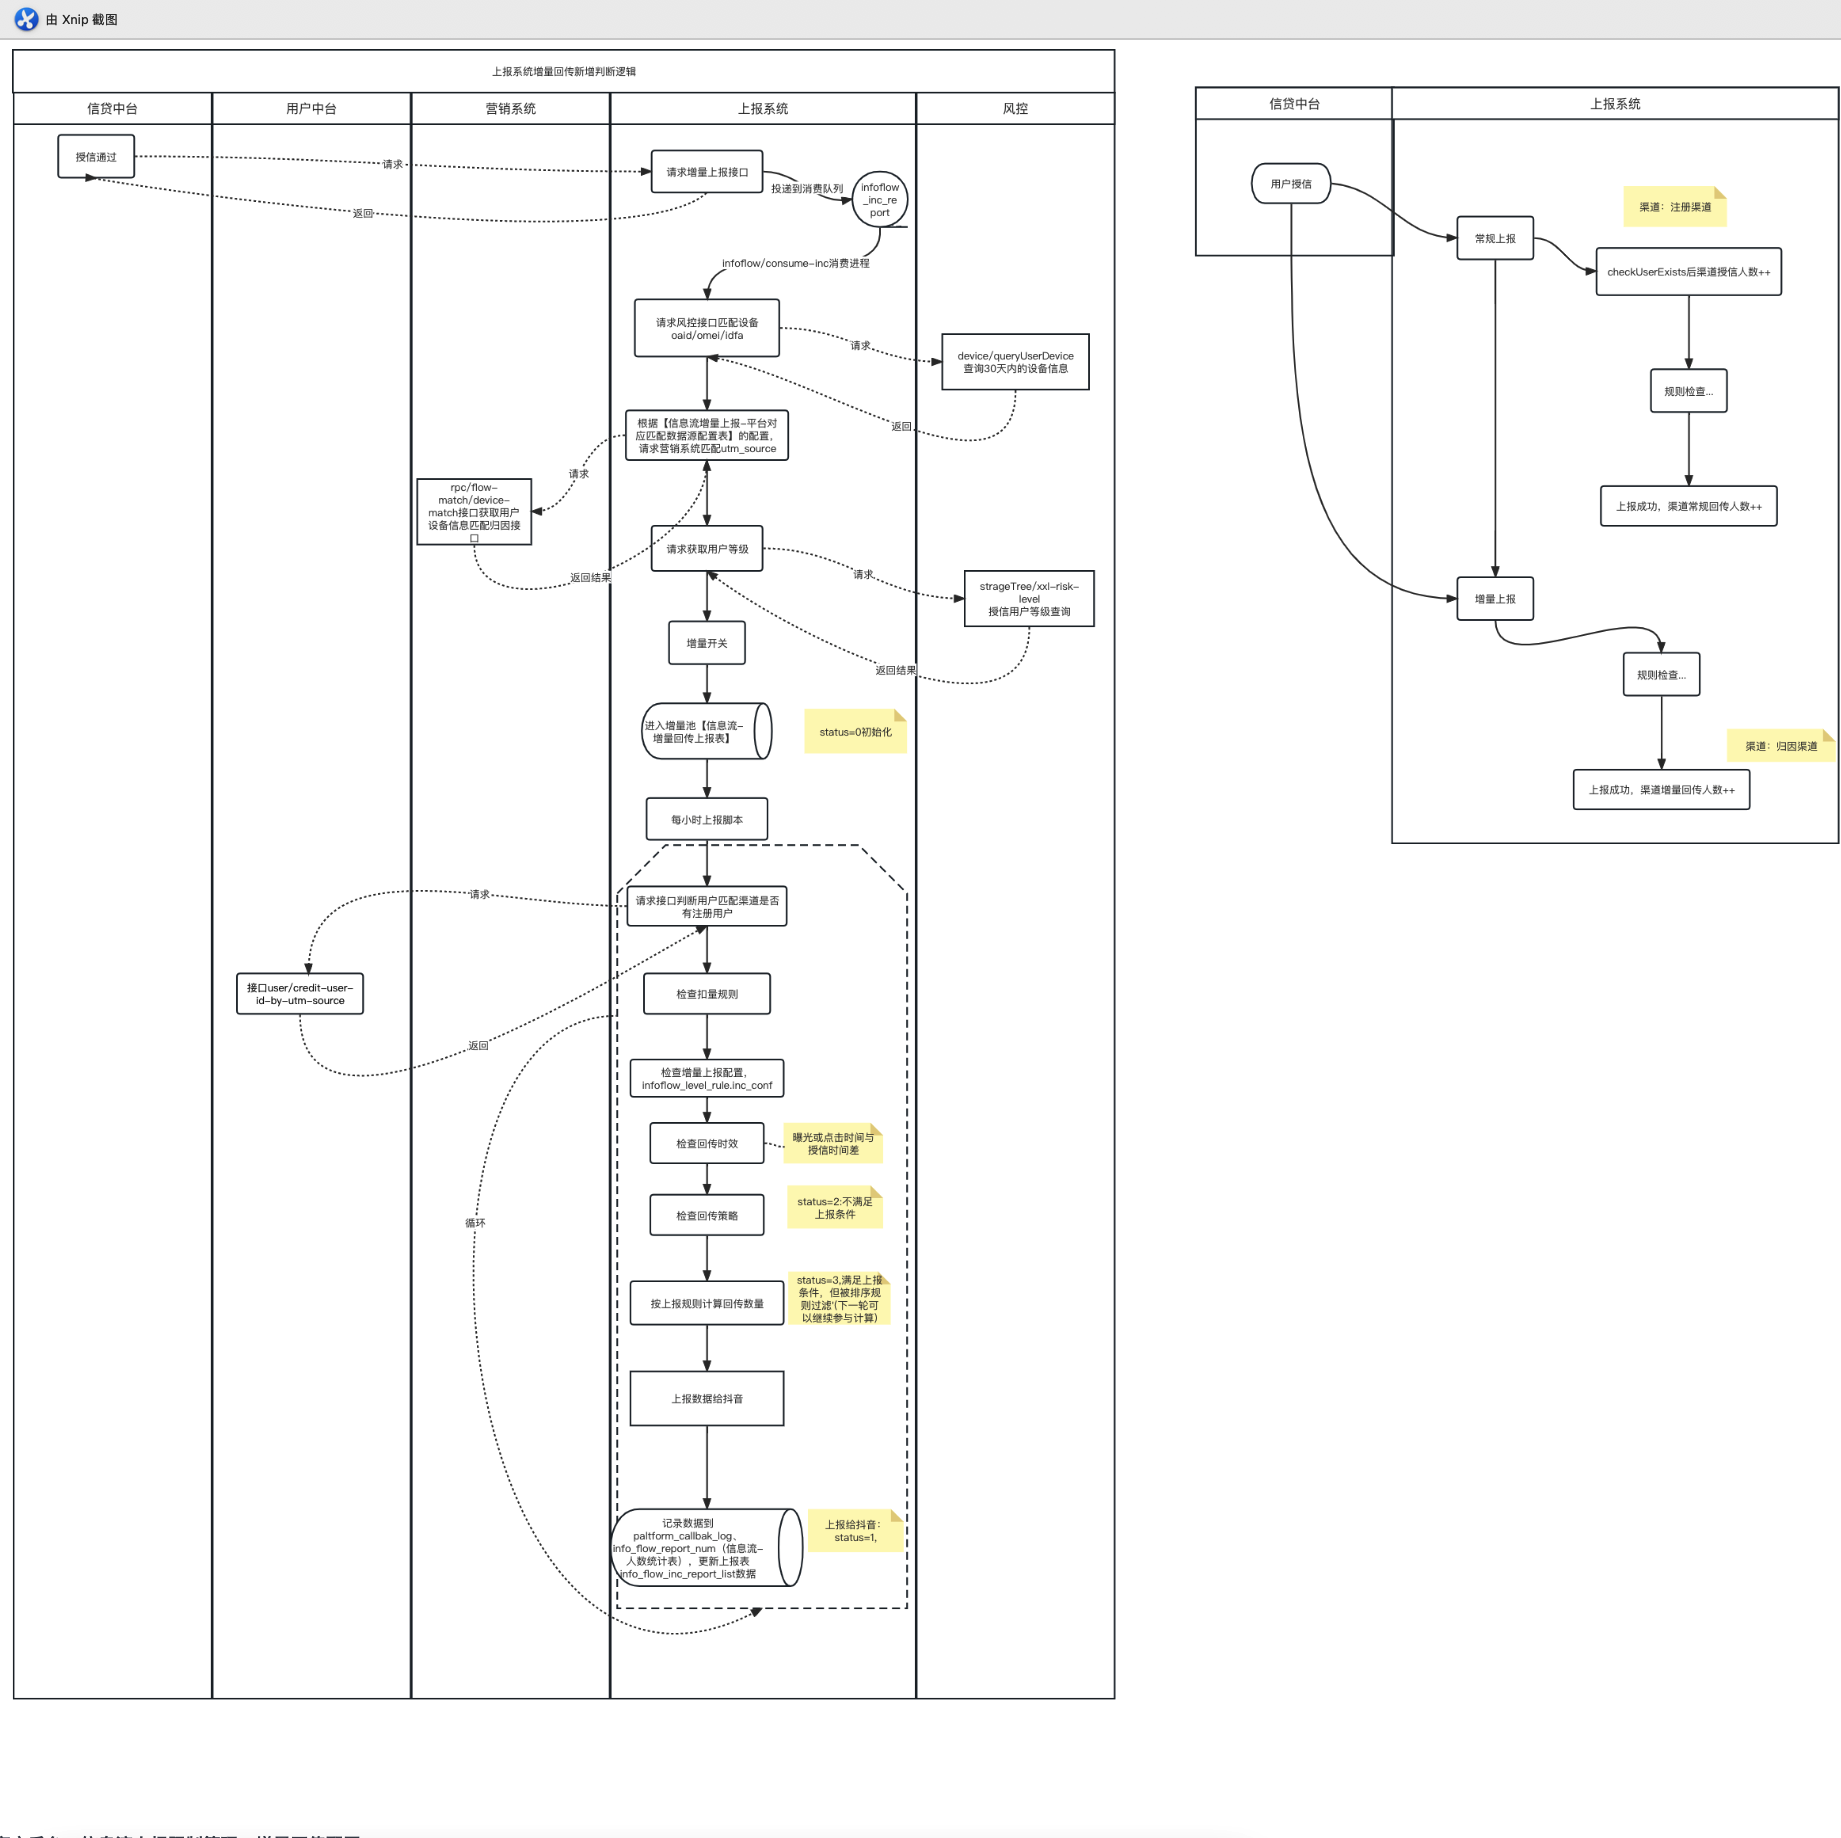 由 Xnip 截图
上报系统增量回传新增判断逻辑
信贷中台
用户中台
营销系统
上报系统
风控
授信通过
请求
请求增量上报接口
投递到消费队列
infoflow
_inc_re
port
返回
infoflow/consume-inc消费进程
请求风控接口匹配设备
oaid/omei/idfa
请求
device/queryUserDevice
查询30天内的设备信息
返回
根据【信息流增量上报-平台对
应匹配数据源配置表】的配置，
请求营销系统匹配utm_source
请求
rpc/flow-
match/device-
match接口获取用户
设备信息匹配归因接
口
返回结果
请求获取用户等级
请求
strageTree/xxl-risk-
level
授信用户等级查询
返回结果
增量开关
进入增量池【信息流-
增量回传上报表】
status=0初始化
每小时上报脚本
请求接口判断用户匹配渠道是否
有注册用户
请求
接口user/credit-user-
id-by-utm-source
返回
检查扣量规则
检查增量上报配置，
infoflow_level_rule.inc_conf
检查回传时效
曝光或点击时间与
授信时间差
检查回传策略
status=2:不满足
上报条件
循环
按上报规则计算回传数量
status=3,满足上报
条件，但被排序规
则过滤'(下一轮可
以继续参与计算)
上报数据给抖音
记录数据到
paltform_callbak_log、
info_flow_report_num（信息流-
人数统计表），更新上报表
info_flow_inc_report_list数据
上报给抖音：
status=1,
信贷中台
上报系统
用户授信
渠道：注册渠道
常规上报
checkUserExists后渠道授信人数++
规则检查...
上报成功，渠道常规回传人数++
增量上报
规则检查...
渠道：归因渠道
上报成功，渠道增量回传人数++